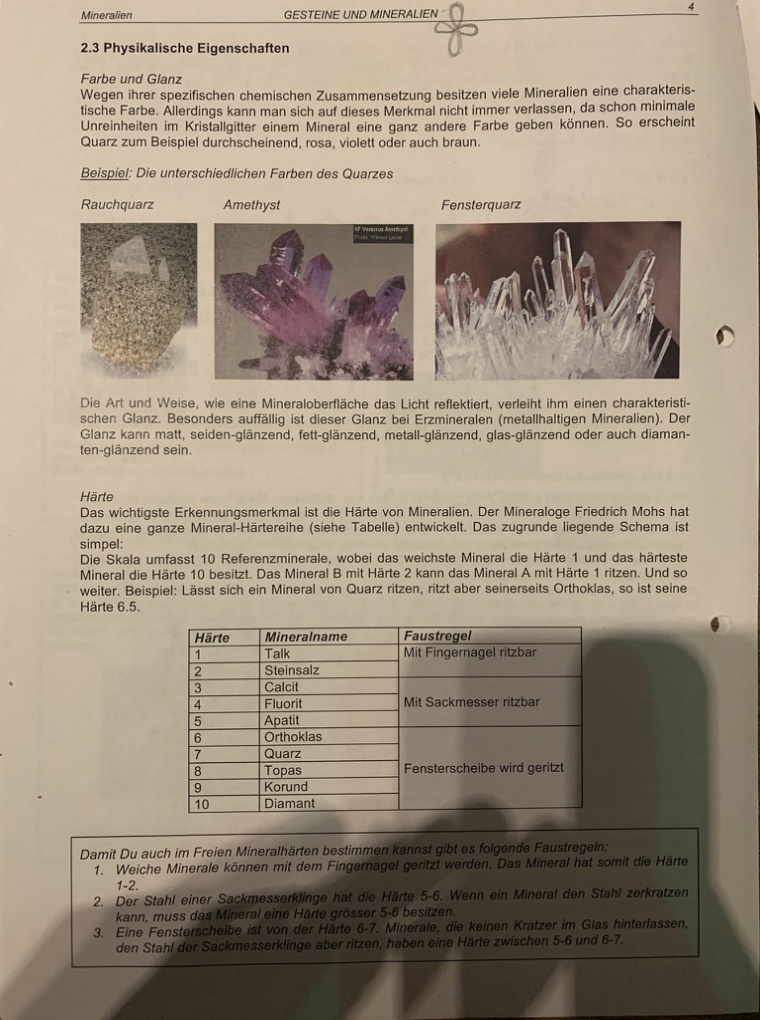 Mineralien GESTEINE UND MINERALIEN 4
2.3 Physikalische Eigenschaften
Farbe und Glanz
Wegen ihrer spezifischen chemischen Zusammensetzung besitzen viele Mineralien eine charakteris-
tische Farbe. Allerdings kann man sich auf dieses Merkmal nicht immer verlassen, da schon minimale
Unreinheiten im Kristallgitter einem Mineral eine ganz andere Farbe geben können. So erscheint
Quarz zum Beispiel durchscheinend, rosa, violett oder auch braun.
Beispiel: Die unterschiedlichen Farben des Quarzes
Rauchquarz Amethyst Fensterquarz
Die Art und Weise, wie eine Mineraloberfläche das Licht reflektiert, verleiht ihm einen charakteristi-
schen Glanz. Besonders auffällig ist dieser Glanz bei Erzmineralen (metallhaltigen Mineralien). Der
Glanz kann matt, seiden-glänzend, fett-glänzend, metall-glänzend, glas-glänzend oder auch diaman-
ten-glänzend sein.
Härte
Das wichtigste Erkennungsmerkmal ist die Härte von Mineralien. Der Mineraloge Friedrich Mohs hat
dazu eine ganze Mineral-Härtereihe (siehe Tabelle) entwickelt. Das zugrunde liegende Schema ist
simpel:
Die Skala umfasst 10 Referenzminerale, wobei das weichste Mineral die Härte 1 und das härteste
Mineral die Härte 10 besitzt. Das Mineral B mit Härte 2 kann das Mineral A mit Härte 1 ritzen. Und so
weiter. Beispiel: Lässt sich ein Mineral von Quarz ritzen, ritzt aber seinerseits Orthoklas, so ist seine
Härte 6.5.
Härte Mineralname Faustregel
1 Talk Mit Fingernagel ritzbar
2 Steinsalz
3 Calcit
4 Fluorit Mit Sackmesser ritzbar
5 Apatit
6 Orthoklas
7 Quarz
8 Topas Fensterscheibe wird geritzt
9 Korund
10 Diamant
Damit Du auch im Freien Mineralhärten bestimmen kannst gibt es folgende Faustregeln:
1. Weiche Minerale können mit dem Fingernagel geritzt werden. Das Mineral hat somit die Härte
1-2.
2. Der Stahl einer Sackmesserklinge hat die Härte 5-6. Wenn ein Mineral den Stahl zerkratzen
kann, muss das Mineral eine Härte grösser 5-6 besitzen.
3. Eine Fensterscheibe ist von der Härte 6-7. Minerale, die keinen Kratzer im Glas hinterlassen,
den Stahl der Sackmesserklinge aber ritzen, haben eine Härte zwischen 5-6 und 6-7.